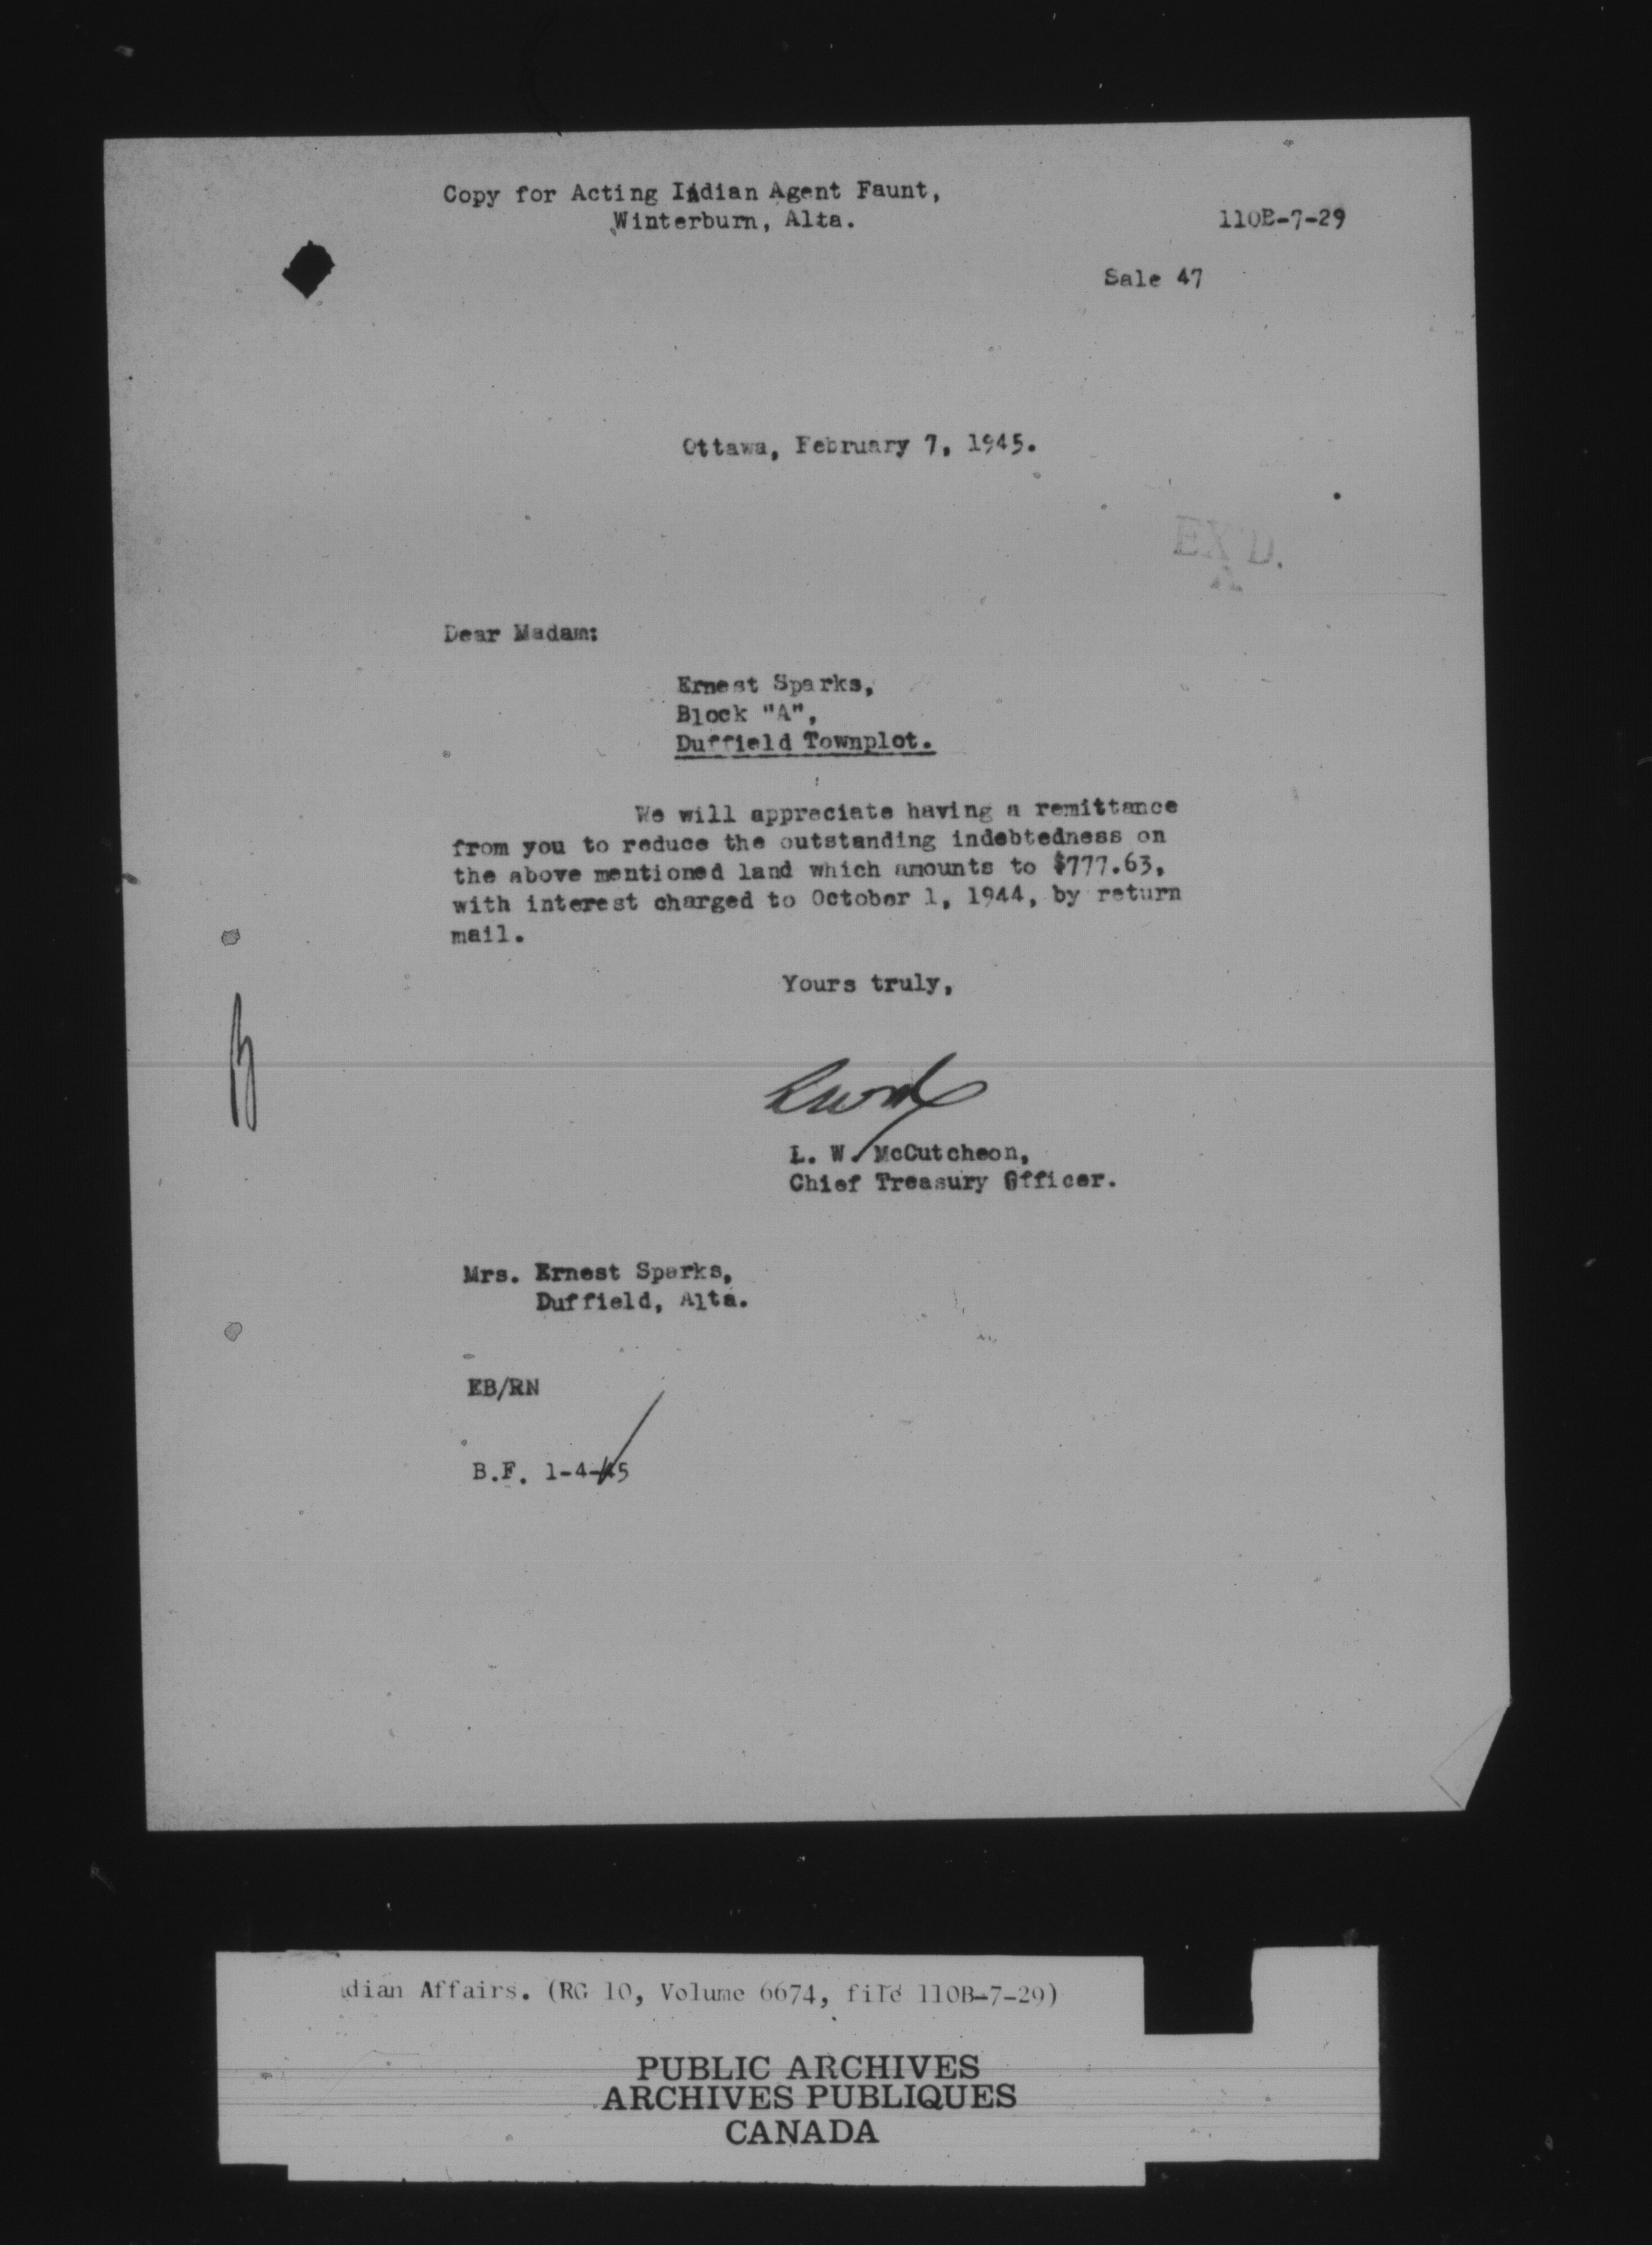 Copy for Acting Indian Agent Faunt,
Winterburn, Alta.
110B-7-29
Sale 47
Ottawa, February 7, 1945.
EX'D.
Dear Madam:
Ernest Sparks,
Block "A",
Duffield Townplot.
We will appreciate having a remittance
from you to reduce the outstanding indebtedness on
the above mentioned land which amounts to $777.63,
with interest charged to October 1, 1944, by return
mail.
Yours truly,
L. W. McCutcheon,
Chief Treasury Officer.
Mrs. Ernest Sparks,
Duffield, Alta.
EB/RN
B.F. 1-4-45
dian Affairs. (RG 10, Volume 6674, file 110B-7-29)
PUBLIC ARCHIVES
ARCHIVES PUBLIQUES
CANADA